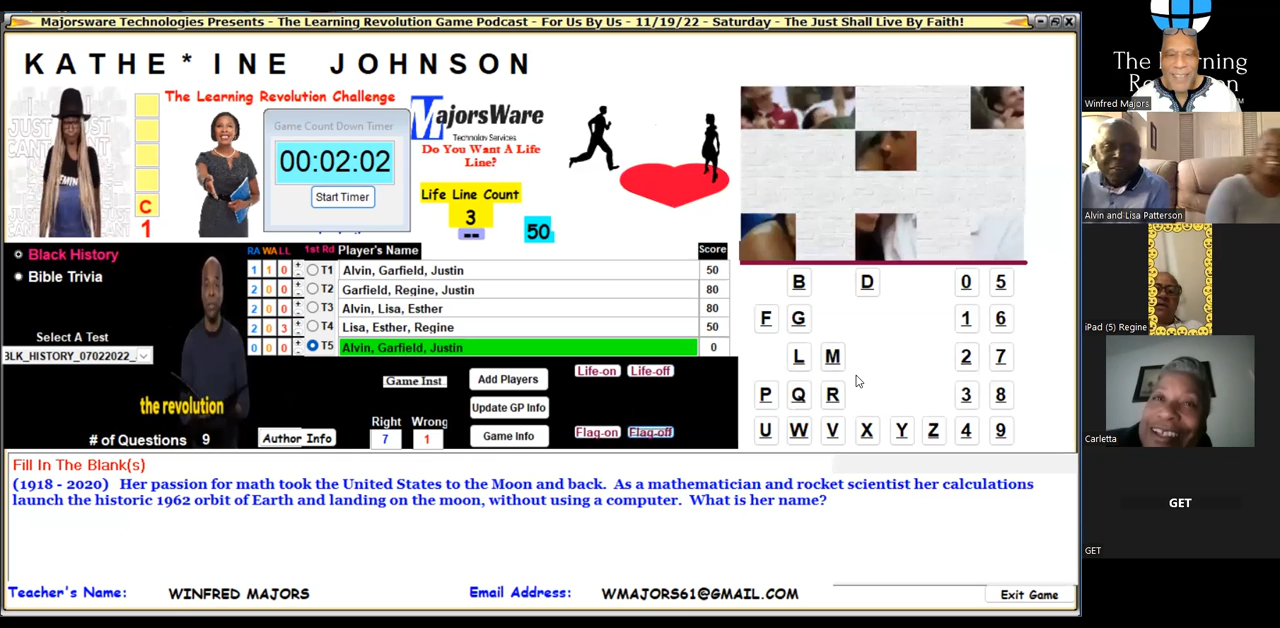 Majorsware Technologies Presents - The Learning Revolution Game Podcast - For Us By Us - 11/19/22 - Saturday - The Just Shall Live By Faith!
KATHE*INE JOHNSON
The Learning Revolution Challenge
Game Count Down Timer
00:02:02
Start Timer
MajorsWare
Technology Services
Do You Want A Life
Line?
Life Line Count
3
--
50
C
1
Black History
Bible Trivia
Select A Test
BLK_HISTORY_07022022_
the revolution
# of Questions 9
RA WA LL 1st Rd Player's Name Score
1 1 0 + - T1 Alvin, Garfield, Justin 50
2 0 0 + - T2 Garfield, Regine, Justin 80
2 0 0 + - T3 Alvin, Lisa, Esther 80
2 0 3 + - T4 Lisa, Esther, Regine 50
0 0 0 + - T5 Alvin, Garfield, Justin 0
Game Inst
Add Players
Update GP Info
Game Info
Life-on Life-off
Flag-on Flag-off
Author Info
Right Wrong
7 1
B D 0 5
F G 1 6
L M 2 7
P Q R 3 8
U W V X Y Z 4 9
Fill In The Blank(s)
(1918 - 2020) Her passion for math took the United States to the Moon and back. As a mathematician and rocket scientist her calculations
launch the historic 1962 orbit of Earth and landing on the moon, without using a computer. What is her name?
Teacher's Name: WINFRED MAJORS Email Address: WMAJORS61@GMAIL.COM Exit Game
The
Winfred Majors
Alvin and Lisa Patterson
iPad (5) Regine
Carletta
GET
GET